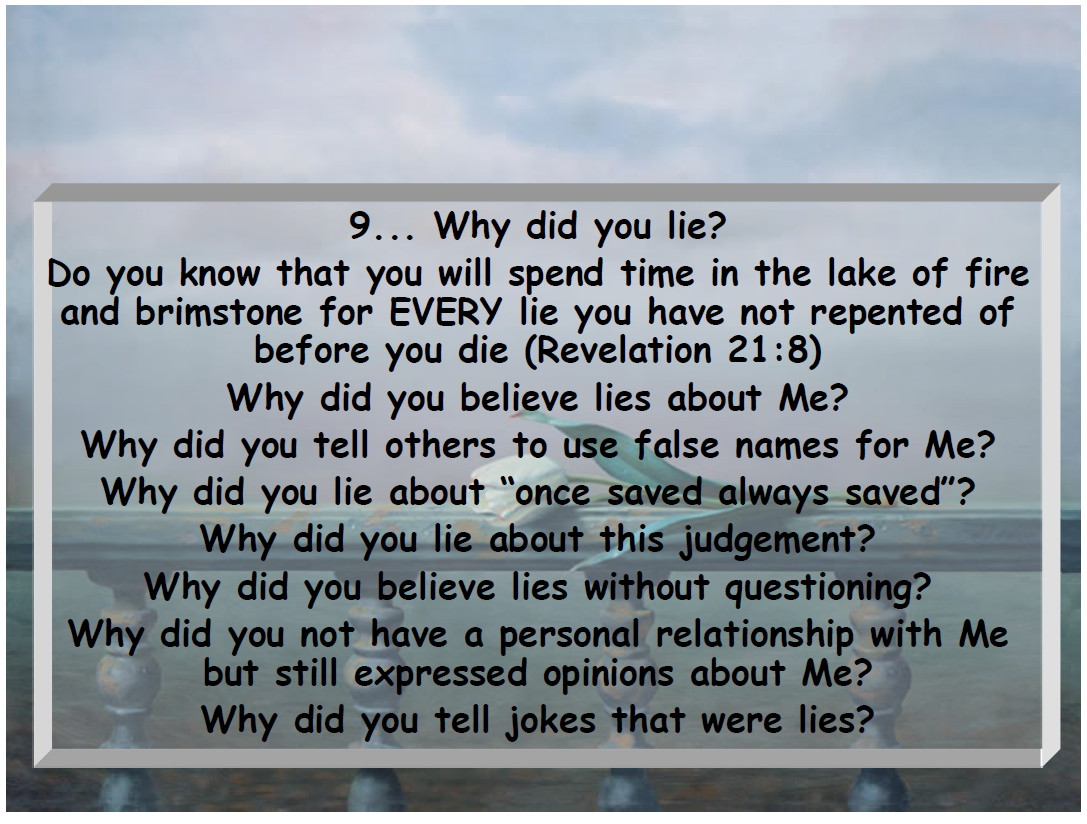 9... Why did you lie?
Do you know that you will spend time in the lake of fire
and brimstone for EVERY lie you have not repented of
before you die (Revelation 21:8)
Why did you believe lies about Me?
Why did you tell others to use false names for Me?
Why did you lie about “once saved always saved”?
Why did you lie about this judgement?
Why did you believe lies without questioning?
Why did you not have a personal relationship with Me
but still expressed opinions about Me?
Why did you tell jokes that were lies?